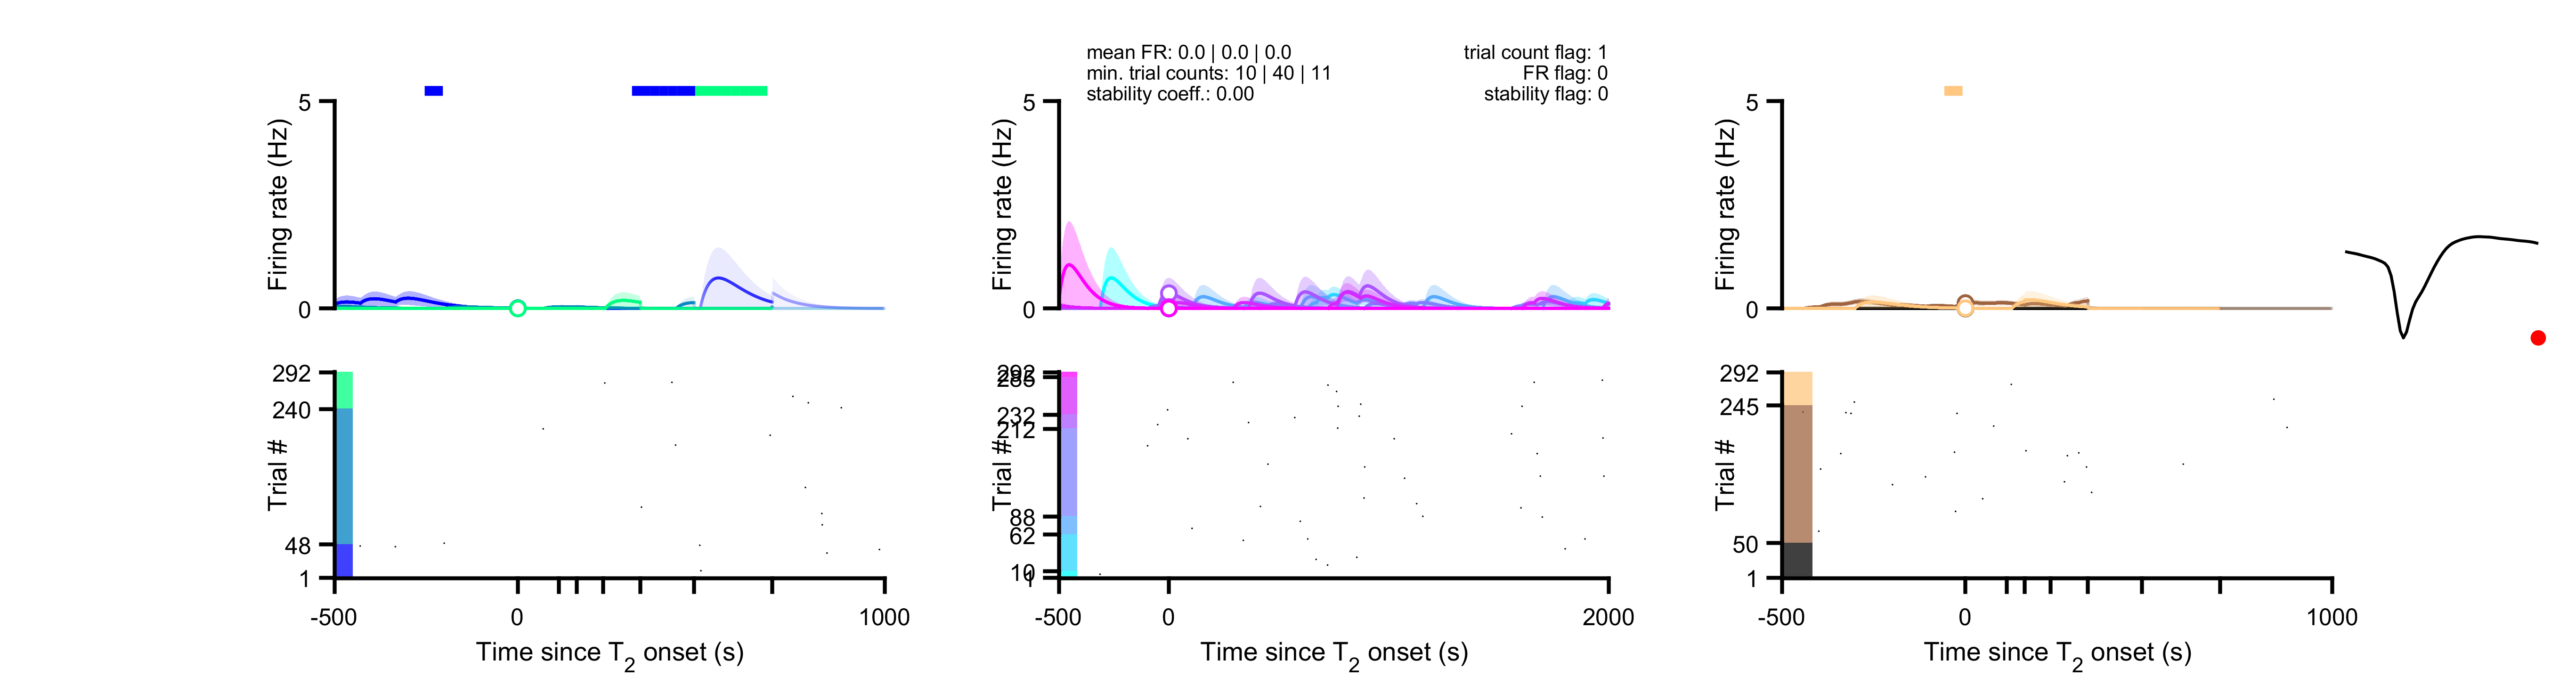 mean FR: 0.0 | 0.0 | 0.0
min. trial counts: 10 | 40 | 11
stability coeff.: 0.00
trial count flag: 1
FR flag: 0
stability flag: 0
5
0
Firing rate (Hz)
292
240
48
1
Trial #
-500
0
1000
Time since T2 onset (s)
5
0
Firing rate (Hz)
292
232
212
88
62
10
Trial #
-500
0
2000
Time since T2 onset (s)
5
0
Firing rate (Hz)
292
245
50
1
Trial #
-500
0
1000
Time since T2 onset (s)